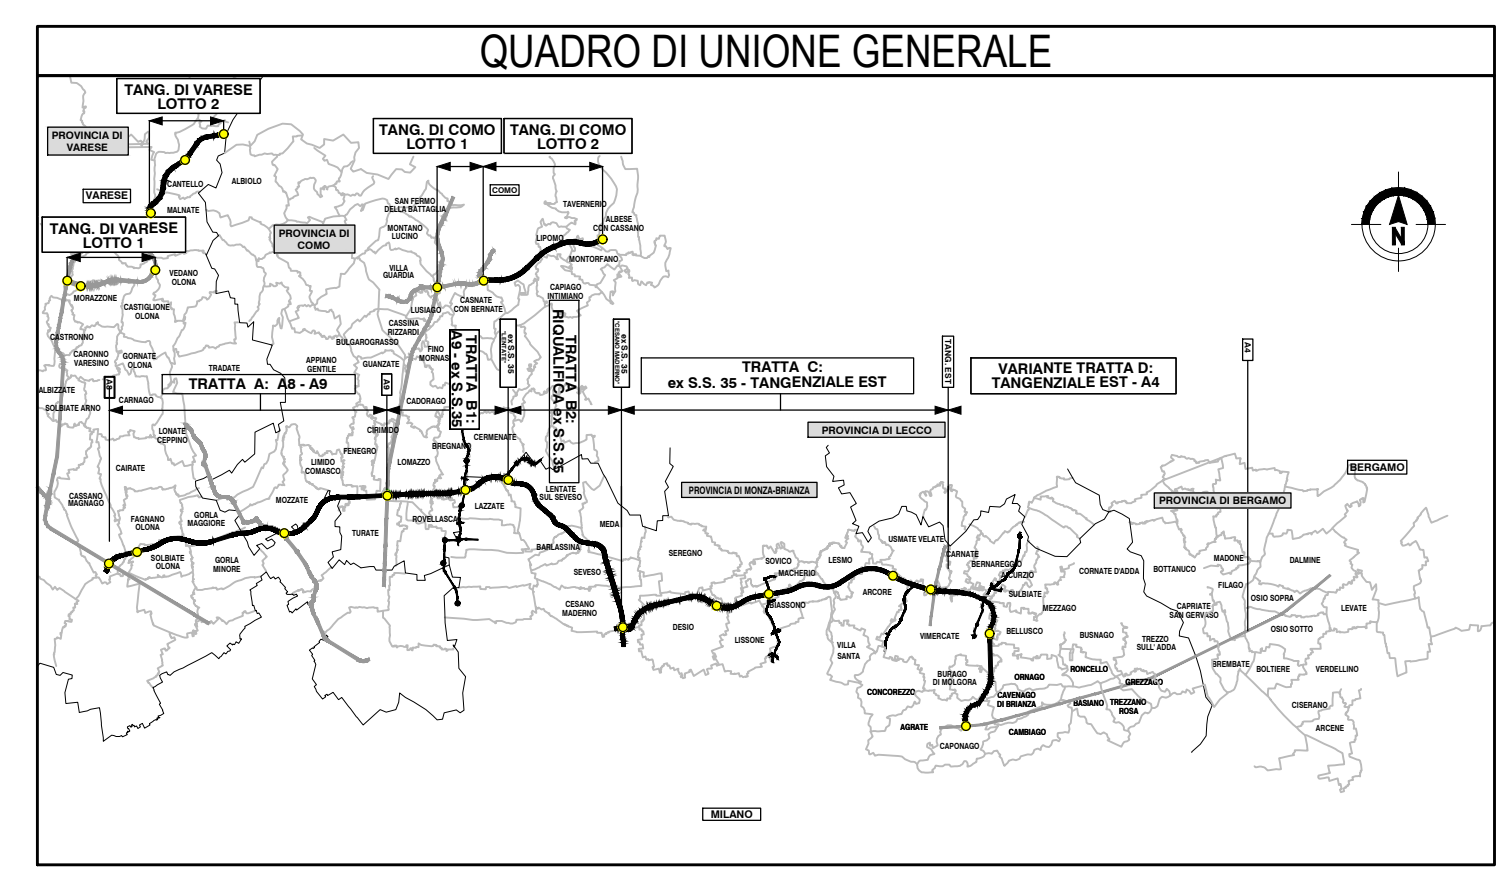 QUADRO DI UNIONE GENERALE
TANG. DI VARESE
LOTTO 2
PROVINCIA DI
VARESE
TANG. DI COMO
LOTTO 1
TANG. DI COMO
LOTTO 2
CANTELLO
ALBIOLO
VARESE
MALNATE
COMO
SAN FERMO
DELLA BATTAGLIA
TAVERNERIO
ALBESE
CON CASSANO
N
TANG. DI VARESE
LOTTO 1
PROVINCIA DI
COMO
MONTANO
LUCINO
LIPOMO
MONTORFANO
VILLA
GUARDIA
VEDANO
OLONA
MORAZZONE
CASTIGLIONE
OLONA
CAPIAGO
INTIMIANO
CASNATE
CON BERNATE
LUSIAGO
CASSINA
RIZZARDI
BULGAROGRASSO
CASTRONNO
CARONNO
VARESINO
GORNATE
OLONA
TRADATE
APPIANO
GENTILE
GUANZATE
FINO
MORNAS
TRATTA B1:
A9 - ex S.S.35
ex S.S. 35
"LENTATE"
TRATTA B2:
RIQUALIFICA ex S.S.35
ex S.S. 35
"CESANO MADERNO"
TRATTA C:
ex S.S. 35 - TANGENZIALE EST
TANG. EST
VARIANTE TRATTA D:
TANGENZIALE EST - A4
A4
ALBIZZATE
A8
TRATTA A: A8 - A9
A9
CARNAGO
SOLBIATE ARNO
CADORAGO
LONATE
CEPPINO
CIRIMIDO
CERMENATE
BREGNANO
FENEGRO
PROVINCIA DI LECCO
CAIRATE
LIMIDO
COMASCO
LOMAZZO
BERGAMO
CASSANO
MAGNAGO
MOZZATE
LENTATE
SUL SEVESO
PROVINCIA DI MONZA-BRIANZA
PROVINCIA DI BERGAMO
FAGNANO
OLONA
GORLA
MAGGIORE
TURATE
ROVELLASCA
LAZZATE
MEDA
SOLBIATE
OLONA
GORLA
MINORE
BARLASSINA
SEVESO
SEREGNO
SOVICO
MACHERIO
LESMO
USMATE VELATE
CARNATE
BERNAREGGIO
AICURZIO
CORNATE D'ADDA
BOTTANUCO
MADONE
DALMINE
FILAGO
CESANO
MADERNO
BIASSONO
ARCORE
SULBIATE
MEZZAGO
CAPRIATE
SAN GERVASO
OSIO SOPRA
LEVATE
DESIO
LISSONE
VILLA
SANTA
VIMERCATE
BELLUSCO
BUSNAGO
TREZZO
SULL' ADDA
OSIO SOTTO
BURAGO
DI MOLGORA
ORNAGO
RONCELLO
GREZZAGO
BREMBATE
BOLTIERE
VERDELLINO
CONCOREZZO
CAVENAGO
DI BRIANZA
BASIANO
TREZZANO
ROSA
CISERANO
AGRATE
CAMBIAGO
ARCENE
CAPONAGO
MILANO